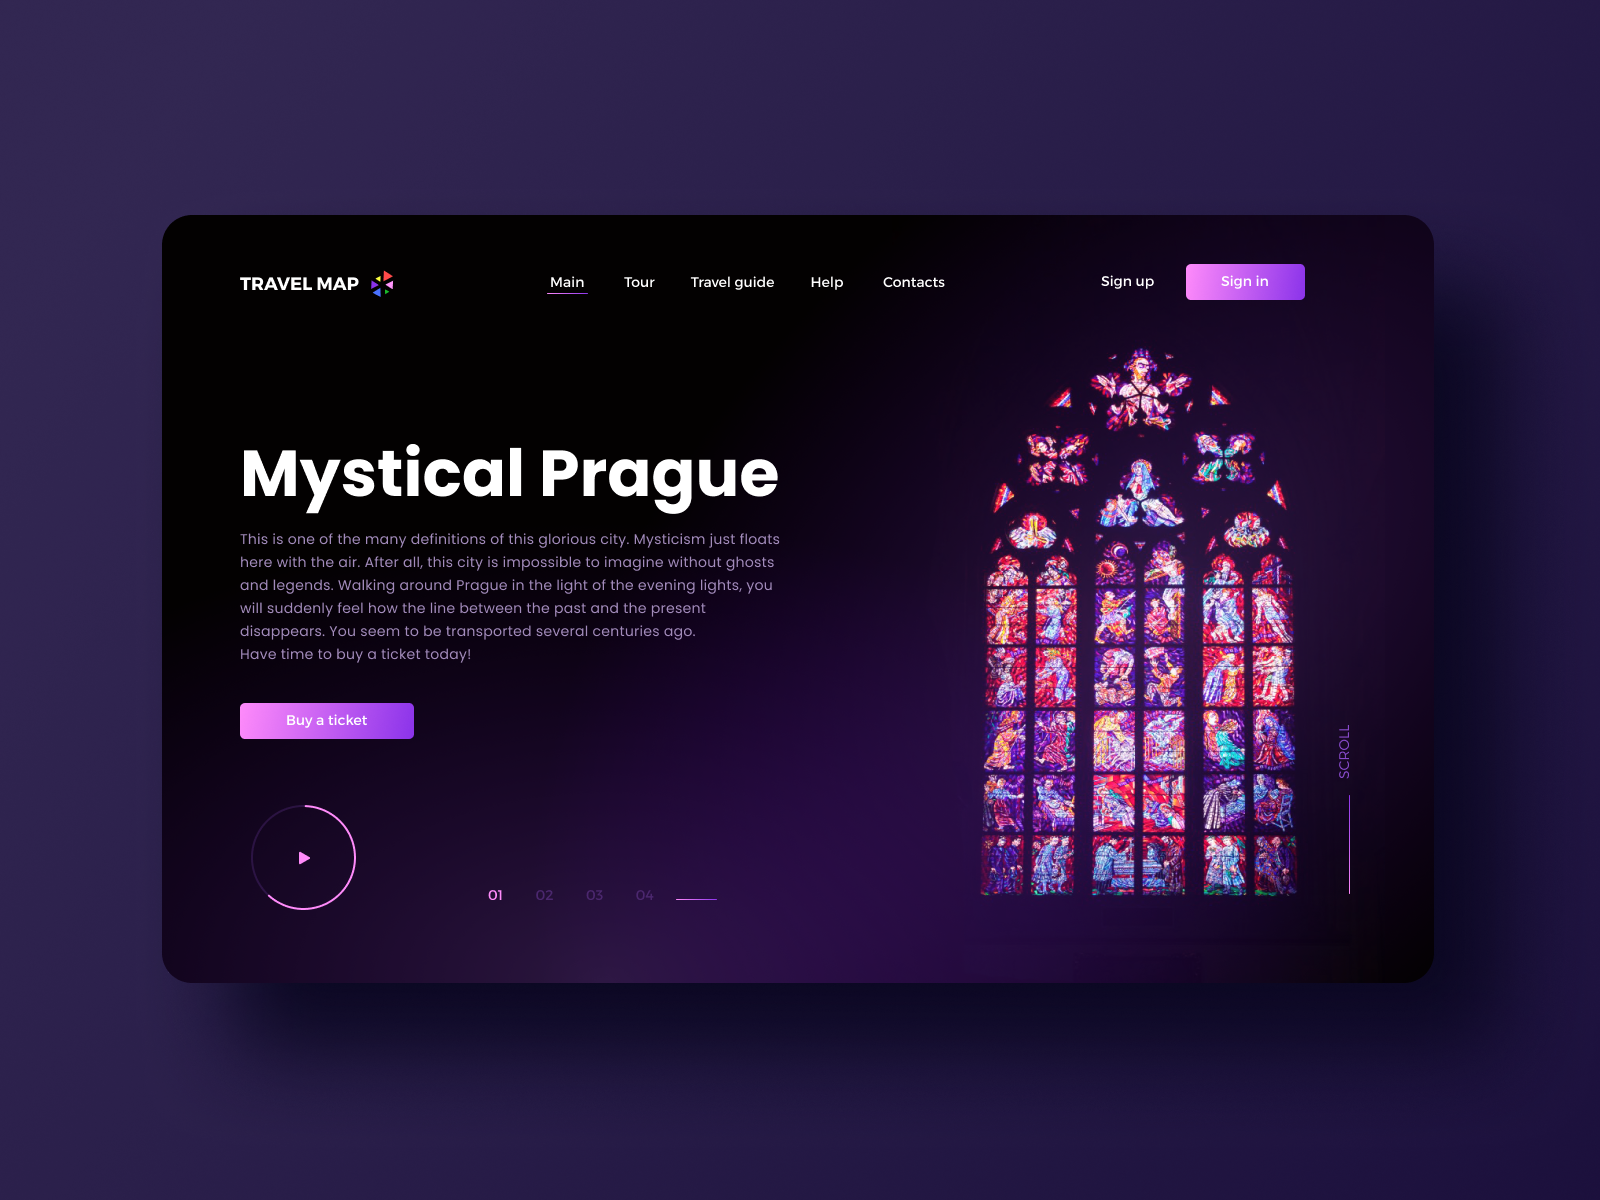 TRAVEL MAP
Main
Tour
Travel guide
Help
Contacts
Sign up
Sign in
Mystical Prague
This is one of the many definitions of this glorious city. Mysticism just floats
here with the air. After all, this city is impossible to imagine without ghosts
and legends. Walking around Prague in the light of the evening lights, you
will suddenly feel how the line between the past and the present
disappears. You seem to be transported several centuries ago.
Have time to buy a ticket today!
Buy a ticket
01
02
03
04
SCROLL